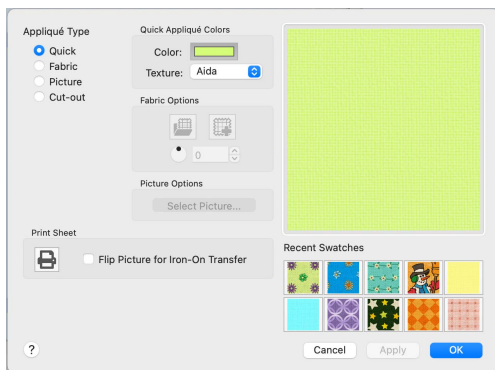 Appliqué Type
Quick
Fabric
Picture
Cut-out
Quick Appliqué Colors
Color:
Texture: Aida
Fabric Options
0
Picture Options
Select Picture...
Print Sheet
Flip Picture for Iron-On Transfer
Recent Swatches
?
Cancel Apply OK